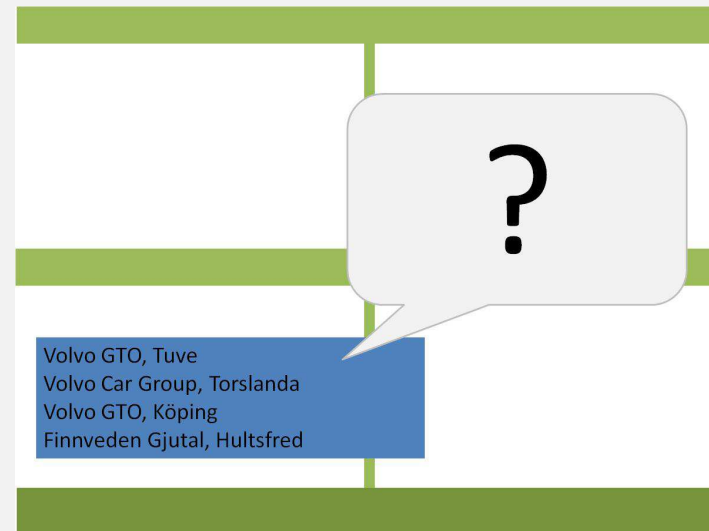 ?
Volvo GTO, Tuve
Volvo Car Group, Torslanda
Volvo GTO, Köping
Finnveden Gjutal, Hultsfred